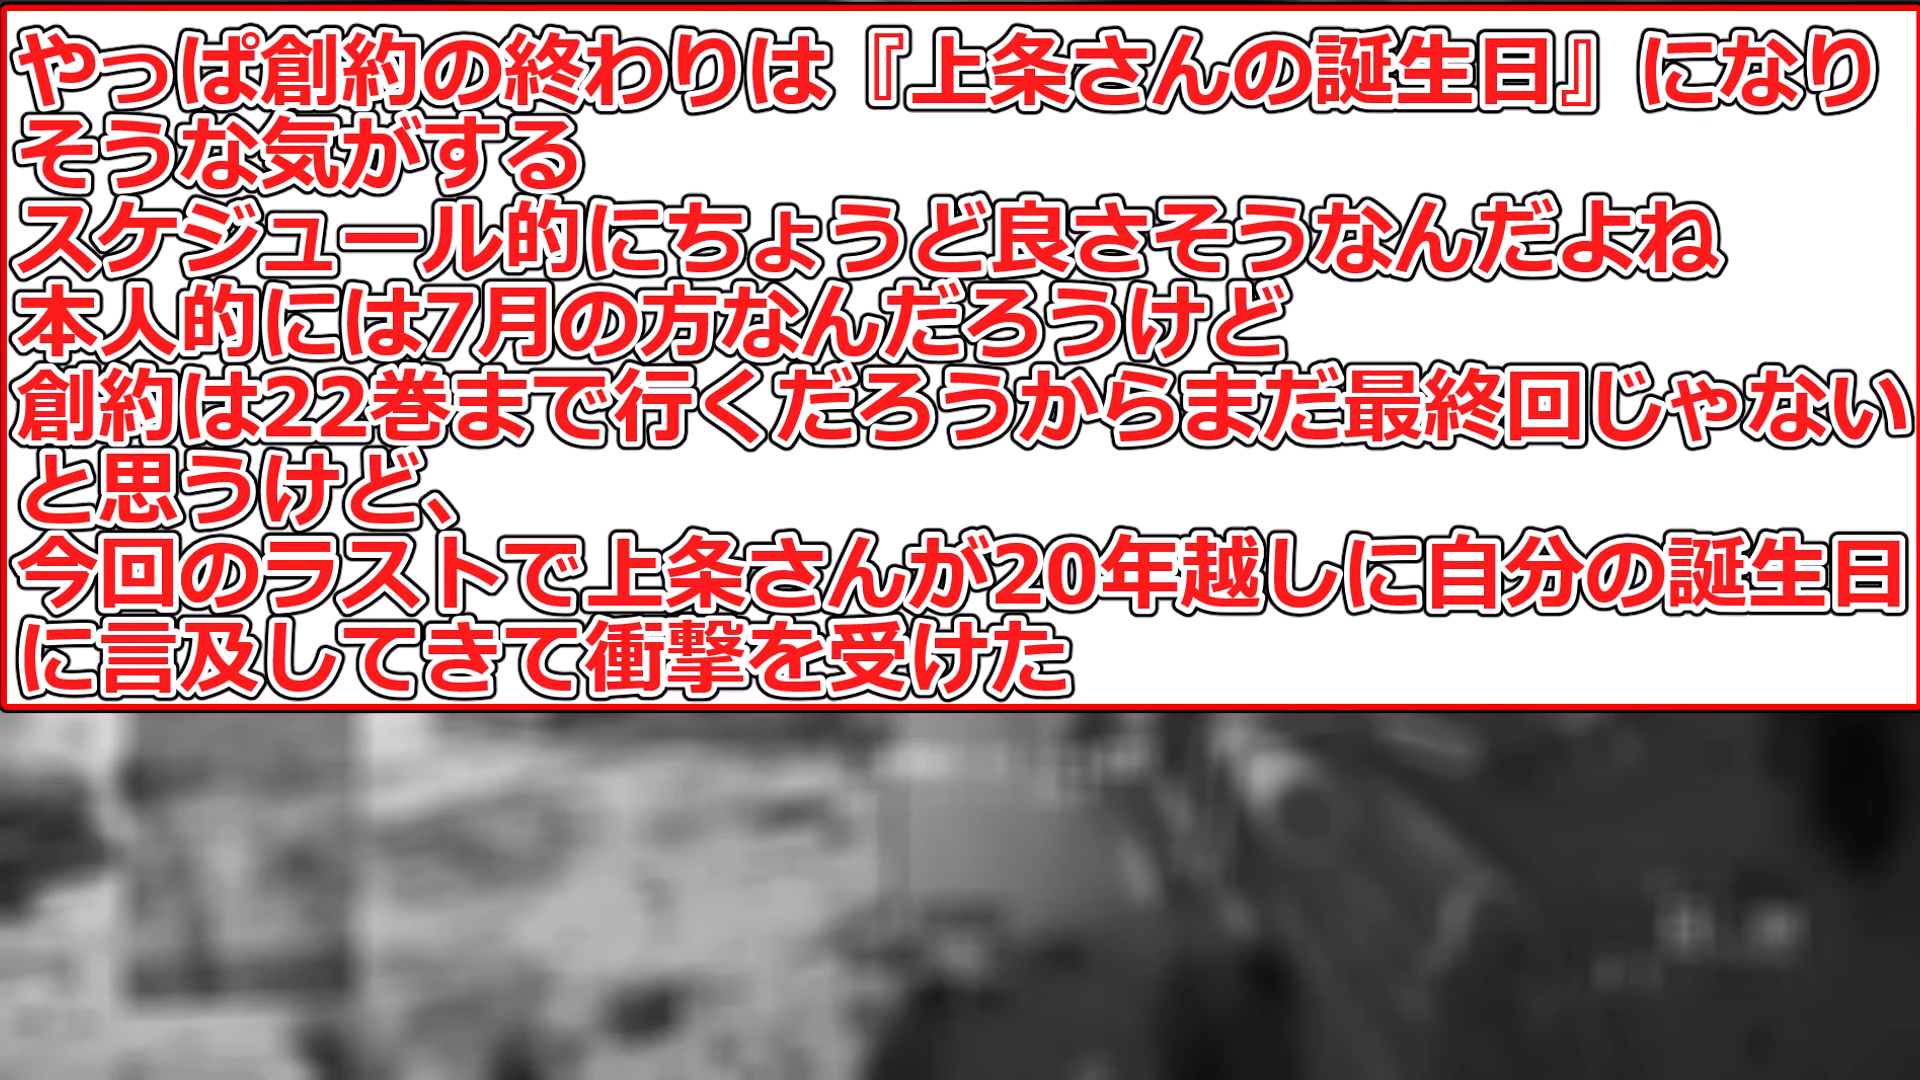 やっぱ創約の終わりは『上条さんの誕生日』になり
そうな気がする
スケジュール的にちょうど良さそうなんだよね
本人的には7月の方なんだろうけど
創約は22巻まで行くだろうからまだ最終回じゃない
と思うけど、
今回のラストで上条さんが20年越しに自分の誕生日
に言及してきて衝撃を受けた